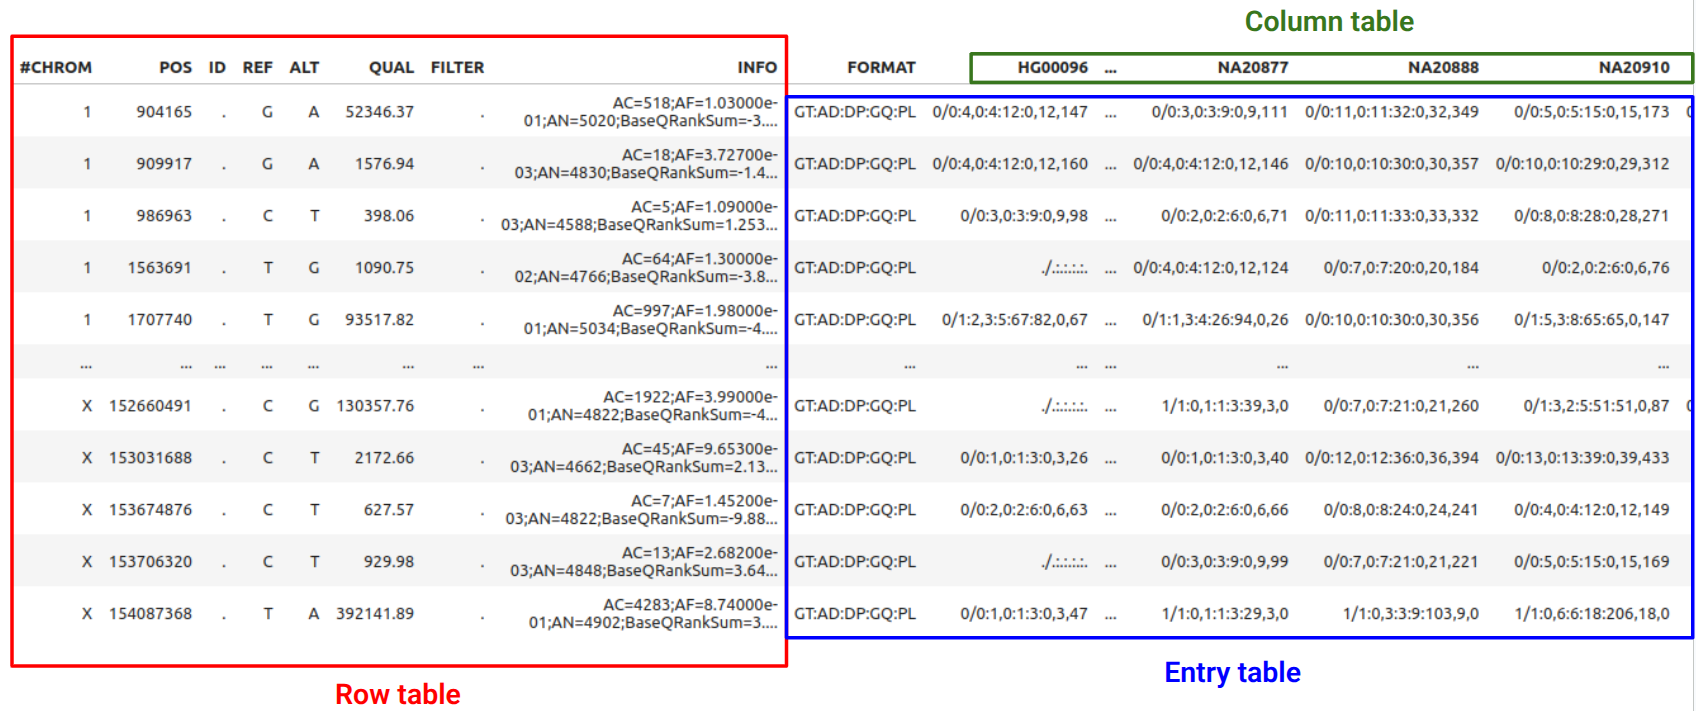 Column table
#CHROM POS ID REF ALT QUAL FILTER INFO FORMAT HG00096 ... NA20877 NA20888 NA20910
1 904165 . G A 52346.37 . AC=518;AF=1.03000e-
01;AN=5020;BaseQRankSum=-3.... GT:AD:DP:GQ:PL 0/0:4,0:4:12:0,12,147 ... 0/0:3,0:3:9:0,9,111 0/0:11,0:11:32:0,32,349 0/0:5,0:5:15:0,15,173
1 909917 . G A 1576.94 . AC=18;AF=3.72700e-
03;AN=4830;BaseQRankSum=-1.4... GT:AD:DP:GQ:PL 0/0:4,0:4:12:0,12,160 ... 0/0:4,0:4:12:0,12,146 0/0:10,0:10:30:0,30,357 0/0:10,0:10:29:0,29,312
1 986963 . C T 398.06 . AC=5;AF=1.09000e-
03;AN=4588;BaseQRankSum=1.253... GT:AD:DP:GQ:PL 0/0:3,0:3:9:0,9,98 ... 0/0:2,0:2:6:0,6,71 0/0:11,0:11:33:0,33,332 0/0:8,0:8:28:0,28,271
1 1563691 . T G 1090.75 . AC=64;AF=1.30000e-
02;AN=4766;BaseQRankSum=-3.8... GT:AD:DP:GQ:PL ./.:.:.:.:. ... 0/0:4,0:4:12:0,12,124 0/0:7,0:7:20:0,20,184 0/0:2,0:2:6:0,6,76
1 1707740 . T G 93517.82 . AC=997;AF=1.98000e-
01;AN=5034;BaseQRankSum=-4.... GT:AD:DP:GQ:PL 0/1:2,3:5:67:82,0,67 ... 0/1:1,3:4:26:94,0,26 0/0:10,0:10:30:0,30,356 0/1:5,3:8:65:65,0,147
... ... ... ... ... ... ... ... ... ... ... ... ... ...
X 152660491 . C G 130357.76 . AC=1922;AF=3.99000e-
01;AN=4822;BaseQRankSum=-4... GT:AD:DP:GQ:PL ./.:.:.:.:. ... 1/1:0,1:1:3:39,3,0 0/0:7,0:7:21:0,21,260 0/1:3,2:5:51:51,0,87
X 153031688 . C T 2172.66 . AC=45;AF=9.65300e-
03;AN=4662;BaseQRankSum=2.13... GT:AD:DP:GQ:PL 0/0:1,0:1:3:0,3,26 ... 0/0:1,0:1:3:0,3,40 0/0:12,0:12:36:0,36,394 0/0:13,0:13:39:0,39,433
X 153674876 . C T 627.57 . AC=7;AF=1.45200e-
03;AN=4822;BaseQRankSum=-9.88... GT:AD:DP:GQ:PL 0/0:2,0:2:6:0,6,63 ... 0/0:2,0:2:6:0,6,66 0/0:8,0:8:24:0,24,241 0/0:4,0:4:12:0,12,149
X 153706320 . C T 929.98 . AC=13;AF=2.68200e-
03;AN=4848;BaseQRankSum=3.64... GT:AD:DP:GQ:PL ./.:.:.:.:. ... 0/0:3,0:3:9:0,9,99 0/0:7,0:7:21:0,21,221 0/0:5,0:5:15:0,15,169
X 154087368 . T A 392141.89 . AC=4283;AF=8.74000e-
01;AN=4902;BaseQRankSum=3.... GT:AD:DP:GQ:PL 0/0:1,0:1:3:0,3,47 ... 1/1:0,1:1:3:29,3,0 1/1:0,3:3:9:103,9,0 1/1:0,6:6:18:206,18,0
Entry table
Row table